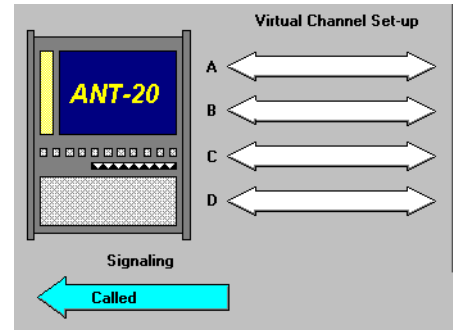 Virtual Channel Set-up
ANT-20
A
B
C
D
Signaling
Called